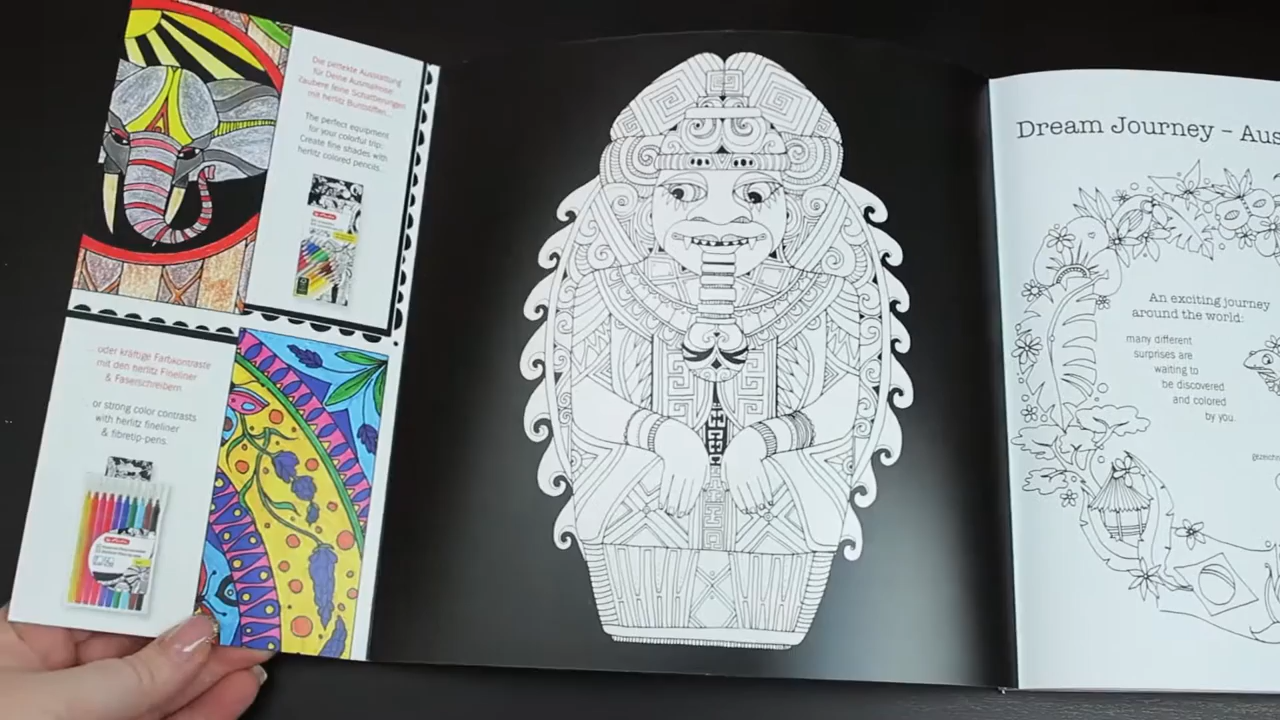 Die perfekte Ausstattung
für Deine Ausmalreise:
Zaubere feine Schattierungen
mit herlitz Buntstiften...
The perfect equipment
for your colorful trip:
Create fine shades with
herlitz colored pencils...
... oder kräftige Farbkontraste
mit den herlitz Fineliner
& Faserschreibern.
... or strong color contrasts
with herlitz fineliner
& fibretip-pens.
Dream Journey – Aus
An exciting journey
around the world:
many different
surprises are
waiting to
be discovered
and colored
by you.
gezeichn